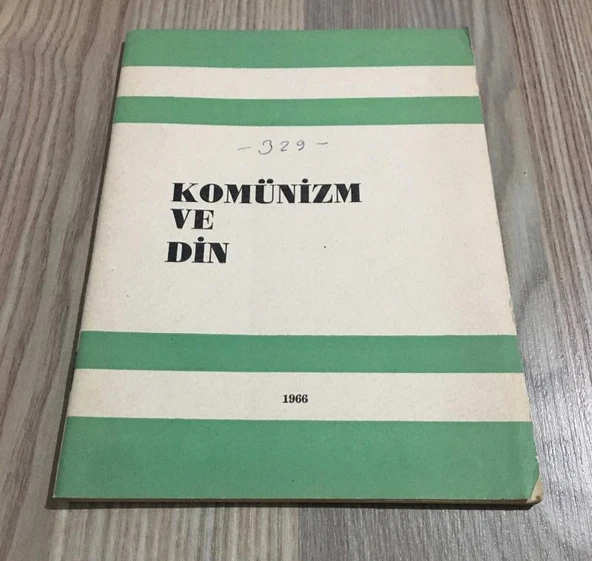 - 329 -
KOMÜNİZM
VE
DİN
1966